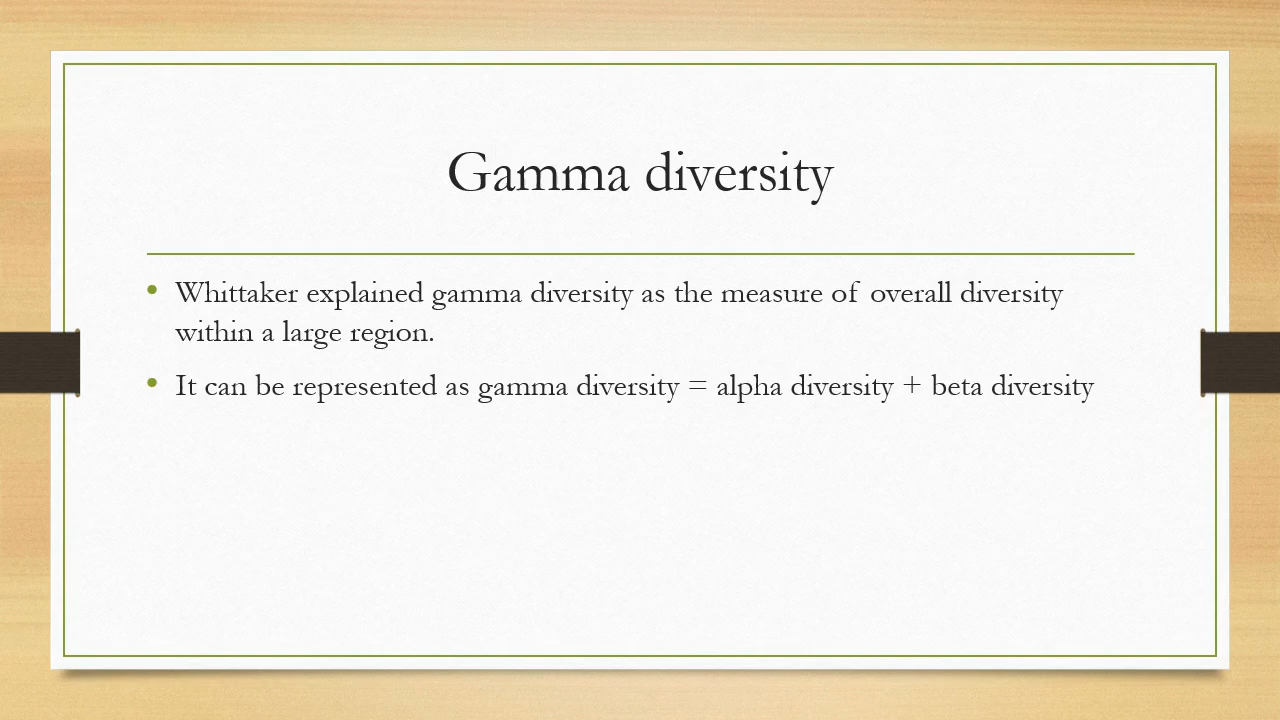 Gamma diversity
• Whittaker explained gamma diversity as the measure of overall diversity
within a large region.
• It can be represented as gamma diversity = alpha diversity + beta diversity